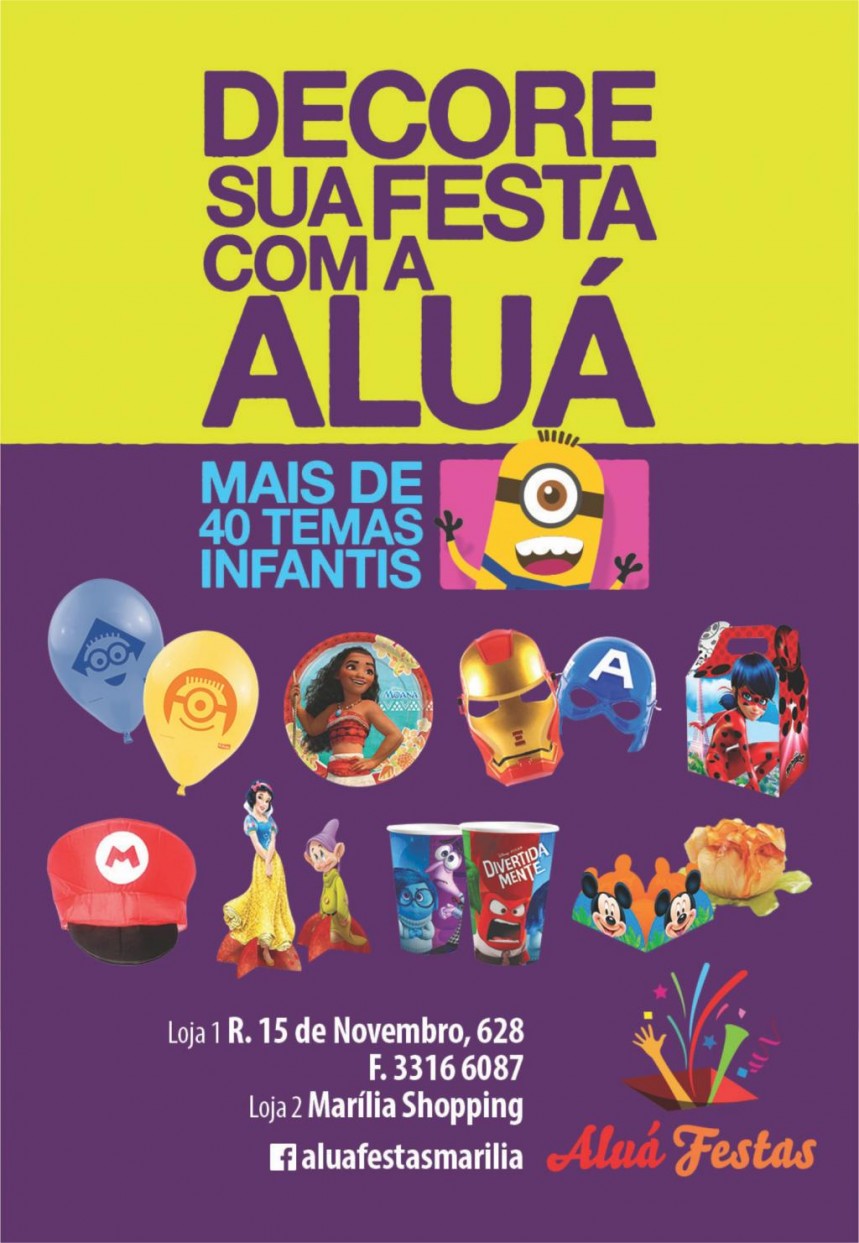 DECORE
SUA FESTA
COM A
ALUÁ
MAIS DE
40 TEMAS
INFANTIS
MOANA
A
M
DIVERTIDA
MENTE
Loja 1 R. 15 de Novembro, 628
F. 3316 6087
Loja 2 Marília Shopping
f aluafestasmarilia
Aluá Festas